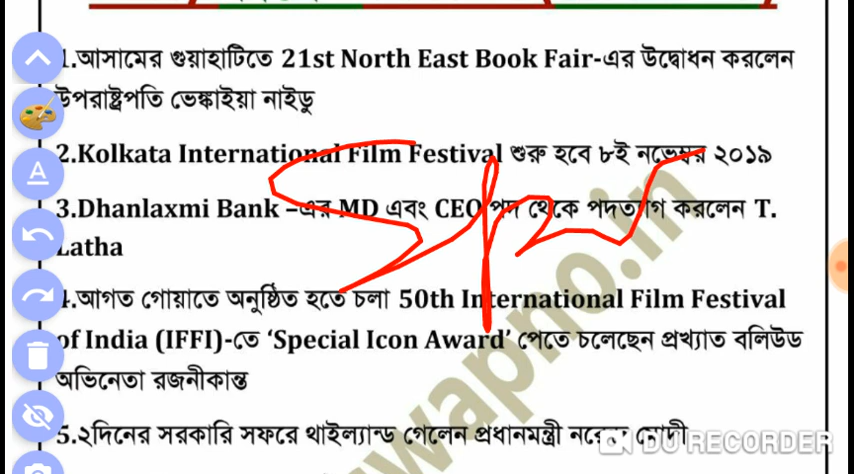 1.আসামের গুয়াহাটিতে 21st North East Book Fair-এর উদ্বোধন করলেন
উপরাষ্ট্রপতি ভেঙ্কাইয়া নাইডু
2.Kolkata International Film Festival শুরু হবে ৮ই নভেম্বর ২০১৯
3.Dhanlaxmi Bank –এর MD এবং CEO পদ থেকে পদত্যাগ করলেন T.
Latha
4.আগত গোয়াতে অনুষ্ঠিত হতে চলা 50th International Film Festival
of India (IFFI)-তে ‘Special Icon Award’ পেতে চলেছেন প্রখ্যাত বলিউড
অভিনেতা রজনীকান্ত
5.২দিনের সরকারি সফরে থাইল্যান্ড গেলেন প্রধানমন্ত্রী নরেন্দ্র মোদী
DU RECORDER
A